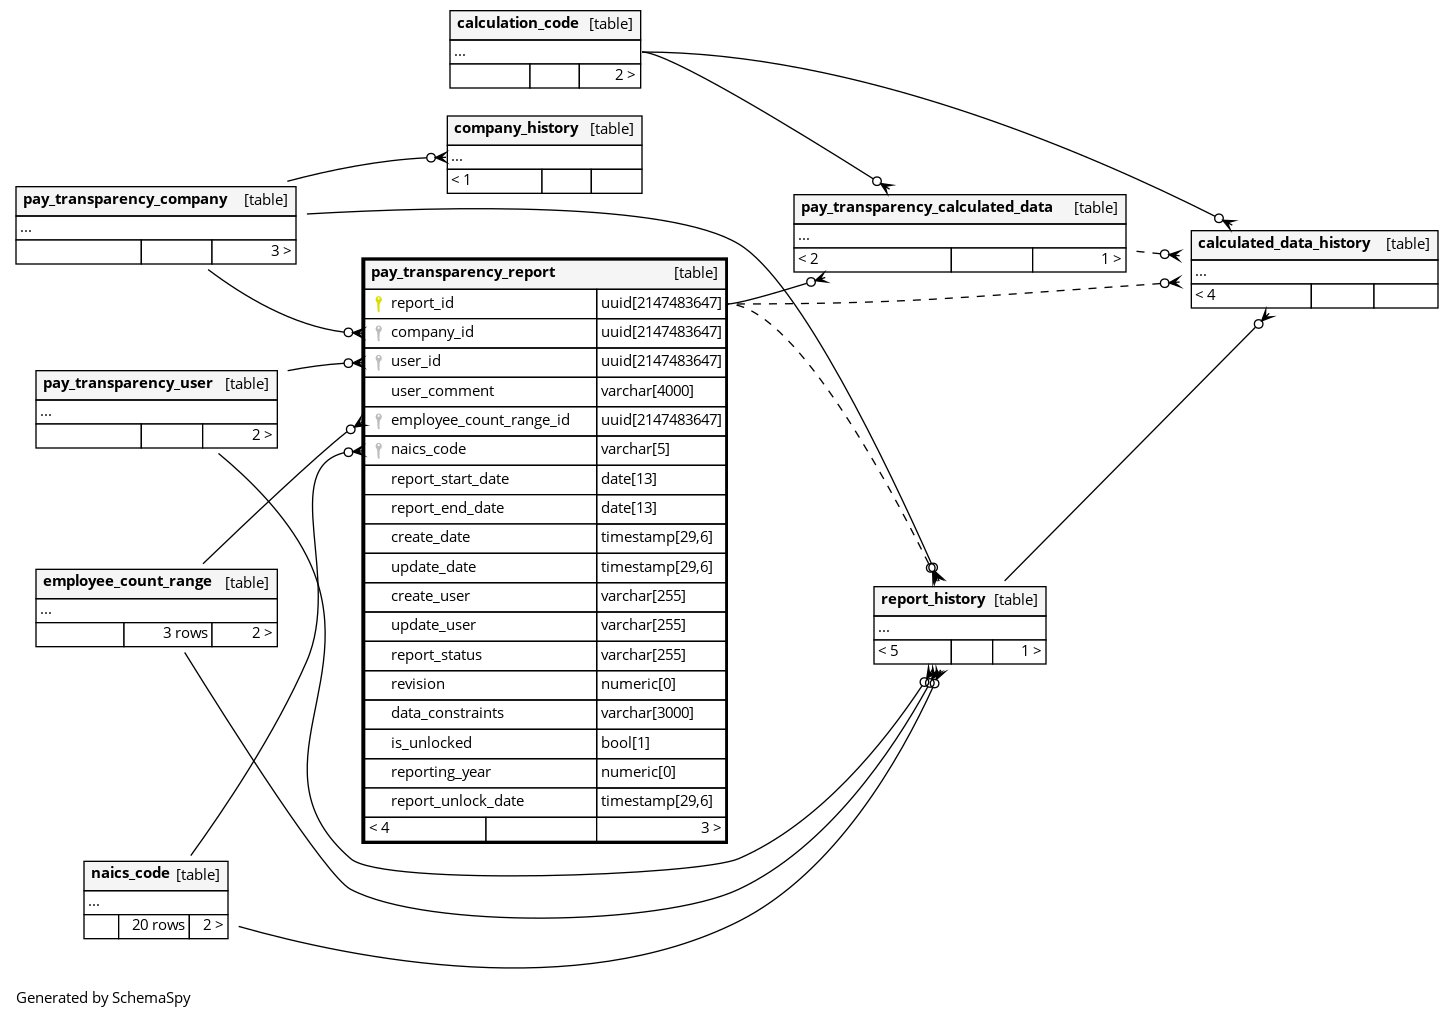 calculation_code [table]
...
2 >
company_history [table]
...
< 1
pay_transparency_company [table]
...
3 >
pay_transparency_calculated_data [table]
...
< 2 1 >
calculated_data_history [table]
...
< 4
pay_transparency_report [table]
report_id uuid[2147483647]
company_id uuid[2147483647]
user_id uuid[2147483647]
user_comment varchar[4000]
employee_count_range_id uuid[2147483647]
naics_code varchar[5]
report_start_date date[13]
report_end_date date[13]
create_date timestamp[29,6]
update_date timestamp[29,6]
create_user varchar[255]
update_user varchar[255]
report_status varchar[255]
revision numeric[0]
data_constraints varchar[3000]
is_unlocked bool[1]
reporting_year numeric[0]
report_unlock_date timestamp[29,6]
< 4 3 >
pay_transparency_user [table]
...
2 >
employee_count_range [table]
...
3 rows 2 >
report_history [table]
...
< 5 1 >
naics_code [table]
...
20 rows 2 >
Generated by SchemaSpy